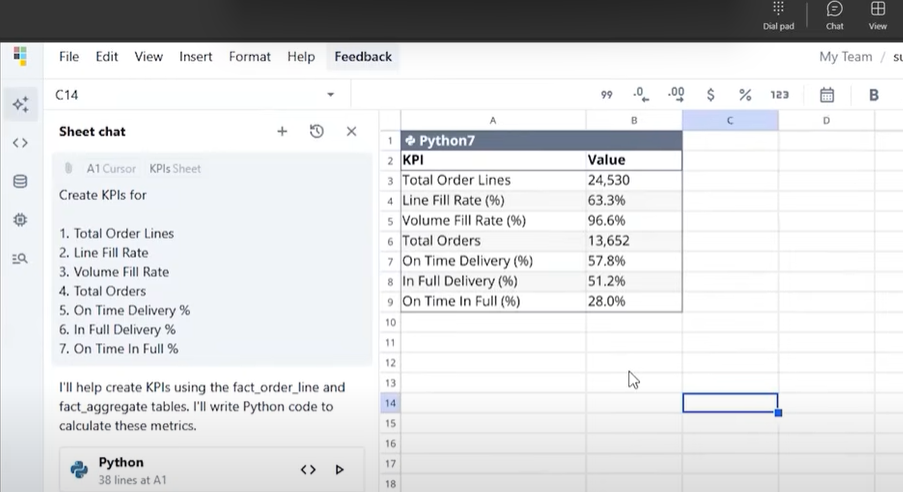 Dial pad
Chat
View
File Edit View Insert Format Help Feedback
My Team /
C14
99 .0 .00 $ % 123 B
Sheet chat
A1 Cursor KPIs Sheet
Create KPIs for
1. Total Order Lines
2. Line Fill Rate
3. Volume Fill Rate
4. Total Orders
5. On Time Delivery %
6. In Full Delivery %
7. On Time In Full %
I'll help create KPIs using the fact_order_line and
fact_aggregate tables. I'll write Python code to
calculate these metrics.
Python
38 lines at A1
A B C D
1 Python7
2 KPI Value
3 Total Order Lines 24,530
4 Line Fill Rate (%) 63.3%
5 Volume Fill Rate (%) 96.6%
6 Total Orders 13,652
7 On Time Delivery (%) 57.8%
8 In Full Delivery (%) 51.2%
9 On Time In Full (%) 28.0%
10
11
12
13
14
15
16
17
18